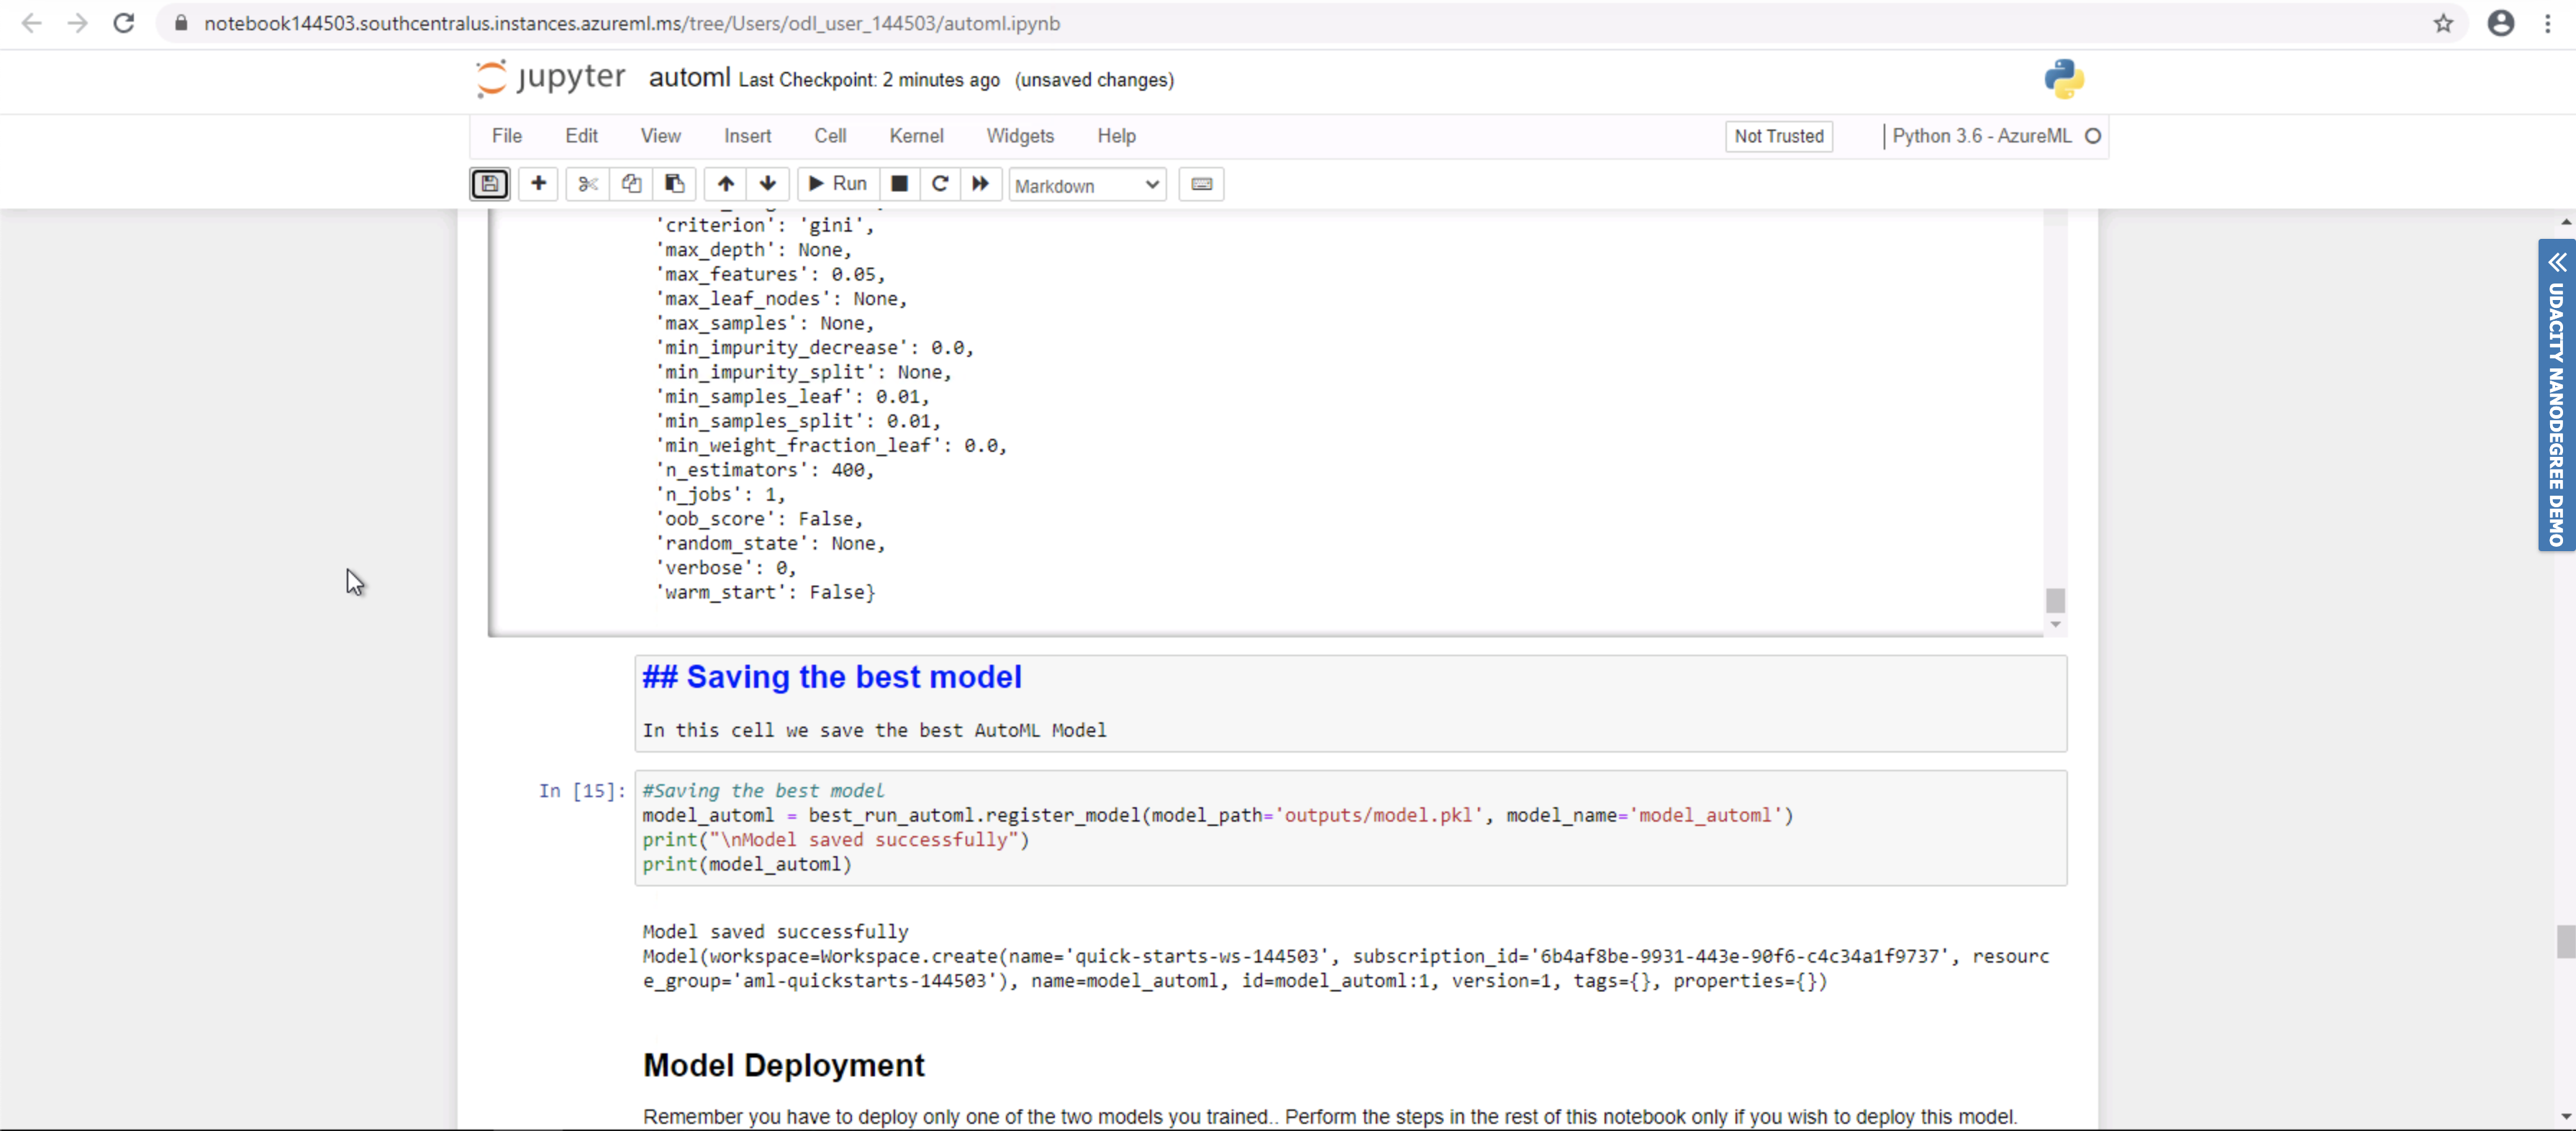 notebook144503.southcentralus.instances.azureml.ms/tree/Users/odl_user_144503/automl.ipynb
jupyter automl Last Checkpoint: 2 minutes ago (unsaved changes)
File Edit View Insert Cell Kernel Widgets Help Not Trusted Python 3.6 - AzureML
Run Markdown
'criterion': 'gini',
'max_depth': None,
'max_features': 0.05,
'max_leaf_nodes': None,
'max_samples': None,
'min_impurity_decrease': 0.0,
'min_impurity_split': None,
'min_samples_leaf': 0.01,
'min_samples_split': 0.01,
'min_weight_fraction_leaf': 0.0,
'n_estimators': 400,
'n_jobs': 1,
'oob_score': False,
'random_state': None,
'verbose': 0,
'warm_start': False}
## Saving the best model
In this cell we save the best AutoML Model
In [15]: #Saving the best model
model_automl = best_run_automl.register_model(model_path='outputs/model.pkl', model_name='model_automl')
print("\nModel saved successfully")
print(model_automl)
Model saved successfully
Model(workspace=Workspace.create(name='quick-starts-ws-144503', subscription_id='6b4af8be-9931-443e-90f6-c4c34a1f9737', resourc
e_group='aml-quickstarts-144503'), name=model_automl, id=model_automl:1, version=1, tags={}, properties={})
Model Deployment
Remember you have to deploy only one of the two models you trained.. Perform the steps in the rest of this notebook only if you wish to deploy this model.
UDACITY NANODEGREE DEMO